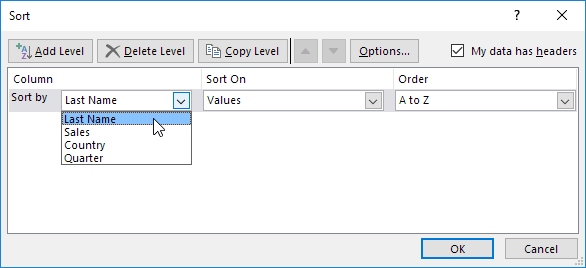 Sort
? ×
Add Level Delete Level Copy Level Options... My data has headers
Column Sort On Order
Sort by Last Name Values A to Z
Last Name
Sales
Country
Quarter
OK Cancel